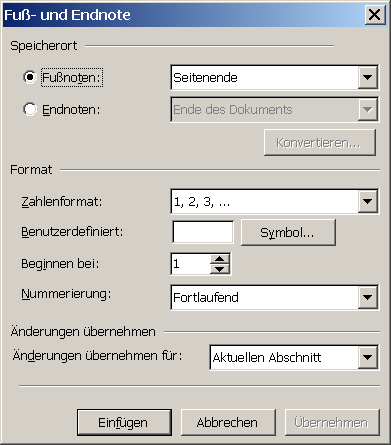 Fuß- und Endnote
Speicherort
Fußnoten: Seitenende
Endnoten: Ende des Dokuments
Konvertieren...
Format
Zahlenformat: 1, 2, 3, ...
Benutzerdefiniert: Symbol...
Beginnen bei: 1
Nummerierung: Fortlaufend
Änderungen übernehmen
Änderungen übernehmen für: Aktuellen Abschnitt
Einfügen Abbrechen Übernehmen